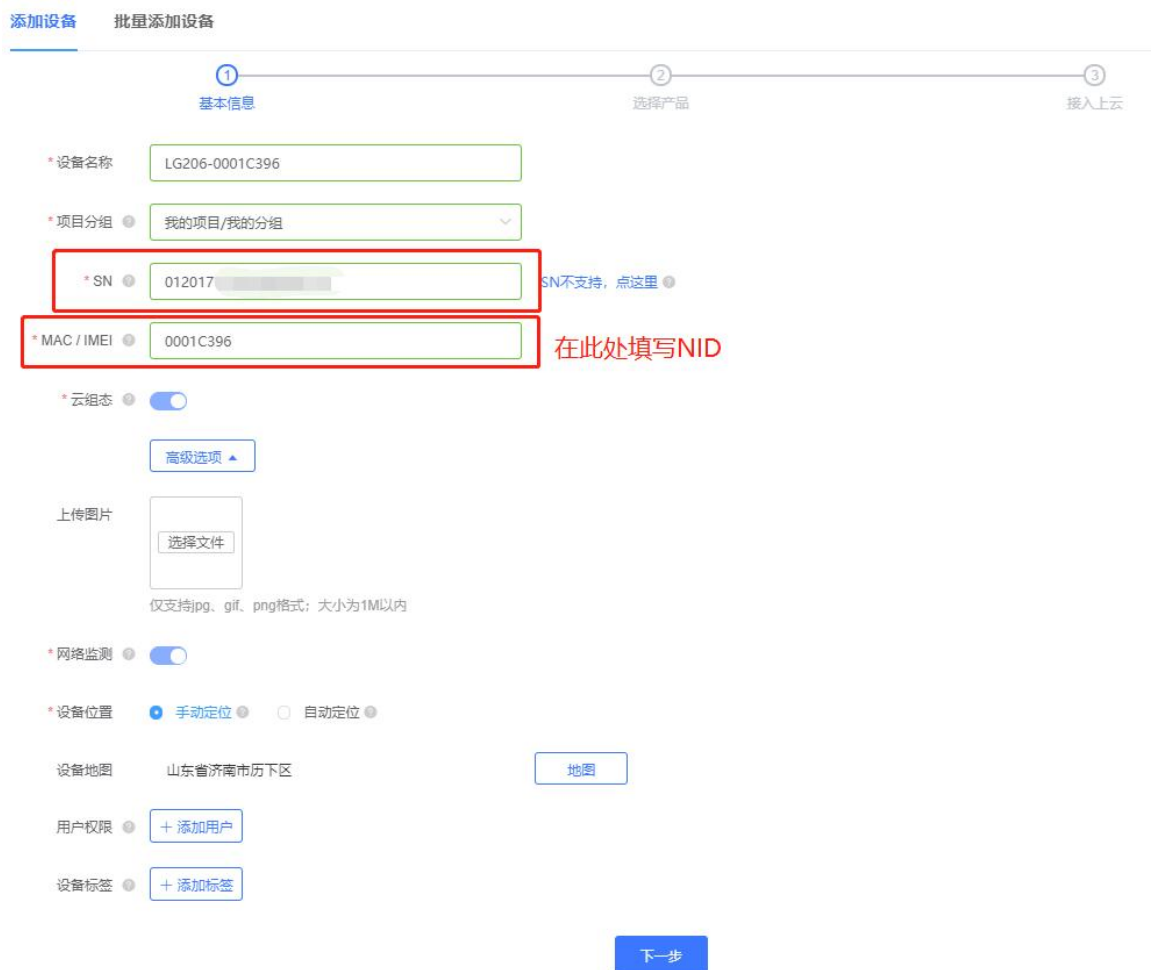 添加设备 批量添加设备
1 2 3
基本信息 选择产品 接入上云
* 设备名称 LG206-0001C396
* 项目分组 ? 我的项目/我的分组
* SN ? 012017 SN不支持，点这里 ?
* MAC / IMEI ? 0001C396 在此处填写NID
* 云组态 ?
高级选项
上传图片
选择文件
仅支持jpg、gif、png格式；大小为1M以内
* 网络监测 ?
* 设备位置 手动定位 ? 自动定位 ?
设备地图 山东省济南市历下区 地图
用户权限 ? + 添加用户
设备标签 ? + 添加标签
下一步